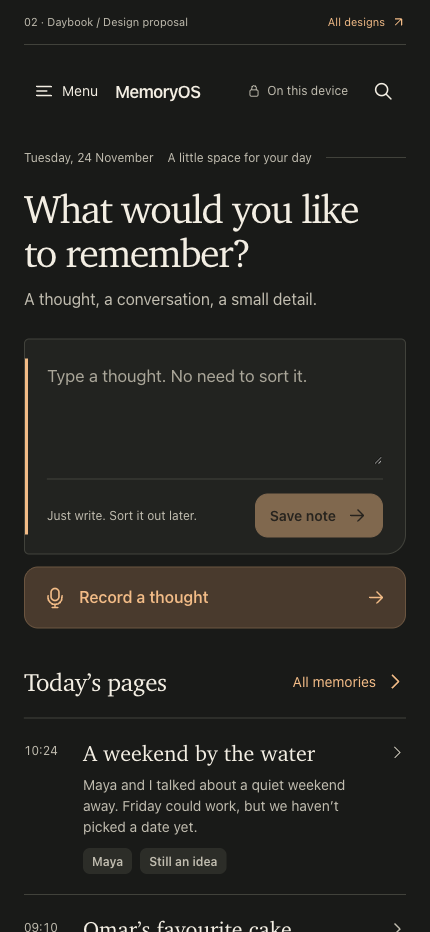 02 · Daybook / Design proposal
All designs
Menu
MemoryOS
On this device
Tuesday, 24 November
A little space for your day
What would you like
to remember?
A thought, a conversation, a small detail.
Type a thought. No need to sort it.
Just write. Sort it out later.
Save note
Record a thought
Today’s pages
All memories
10:24
A weekend by the water
Maya and I talked about a quiet weekend
away. Friday could work, but we haven’t
picked a date yet.
Maya
Still an idea
09:10
Omar’s favourite cake